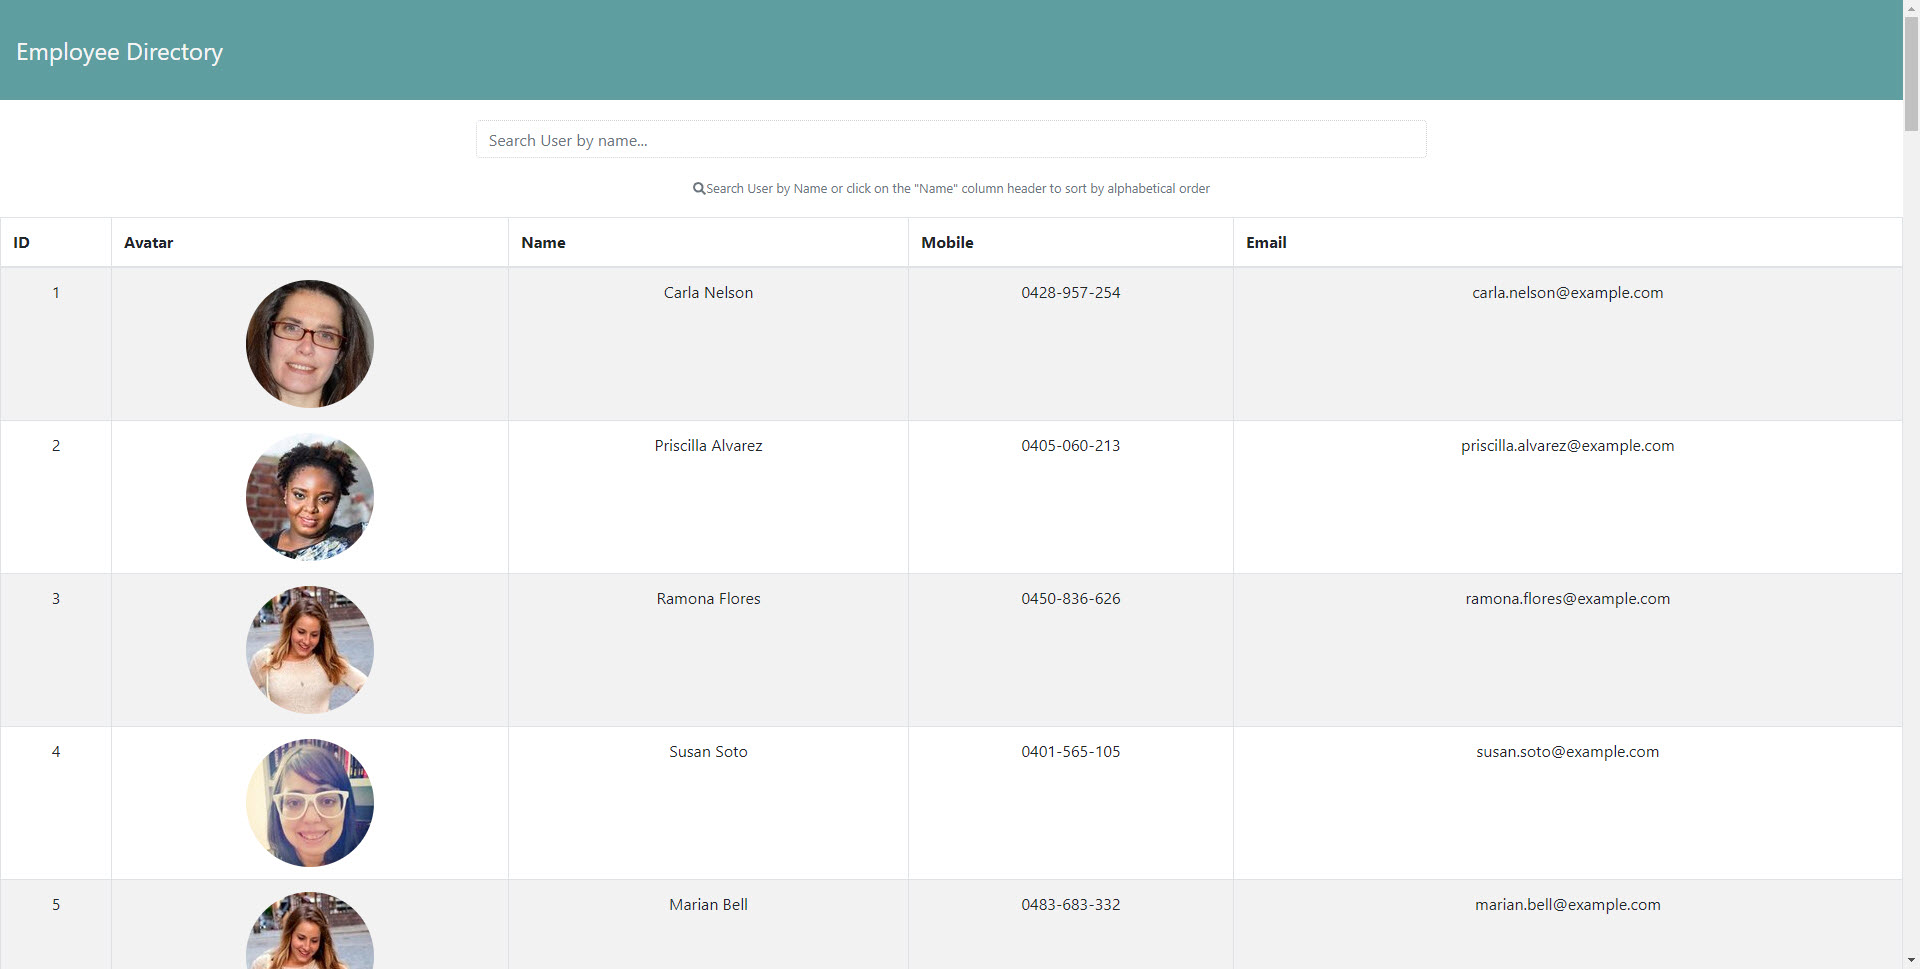 Employee Directory
Search User by name...
Search User by Name or click on the "Name" column header to sort by alphabetical order
ID Avatar Name Mobile Email
1 Carla Nelson 0428-957-254 carla.nelson@example.com
2 Priscilla Alvarez 0405-060-213 priscilla.alvarez@example.com
3 Ramona Flores 0450-836-626 ramona.flores@example.com
4 Susan Soto 0401-565-105 susan.soto@example.com
5 Marian Bell 0483-683-332 marian.bell@example.com